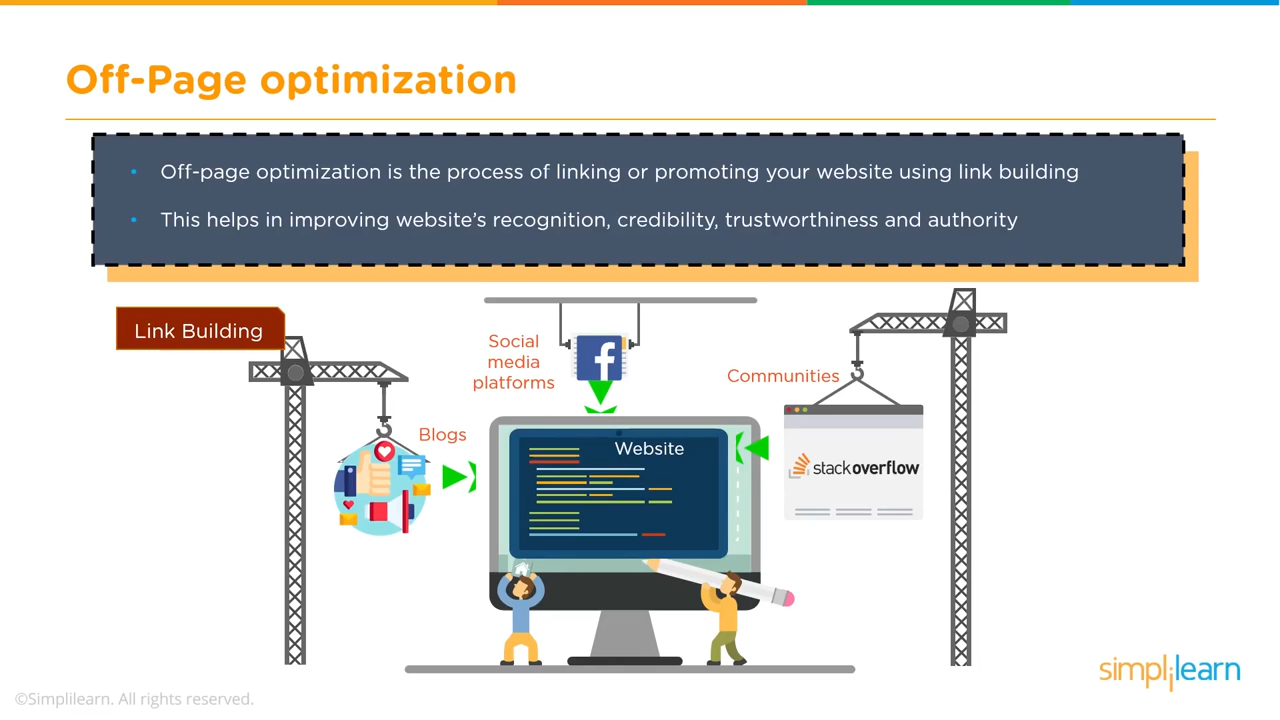 Off-Page optimization
• Off-page optimization is the process of linking or promoting your website using link building
• This helps in improving website's recognition, credibility, trustworthiness and authority
Link Building
Social
media
platforms
Communities
Blogs
Website
stackoverflow
simplilearn
©Simplilearn. All rights reserved.